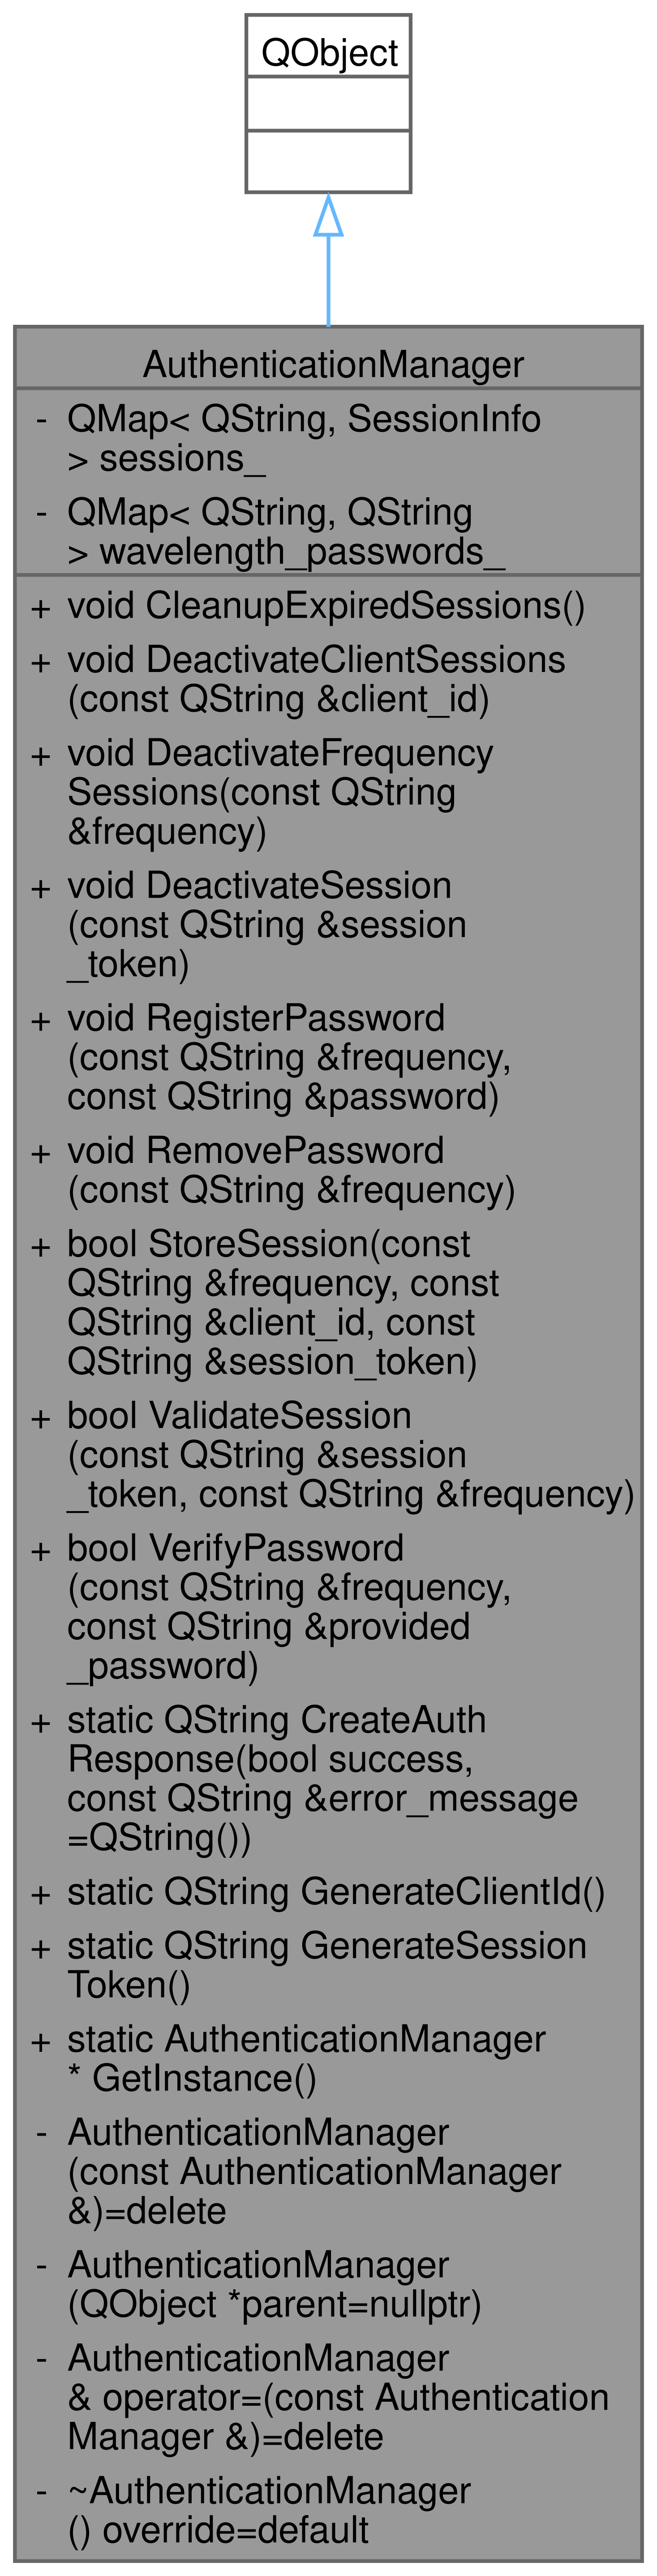 QObject
AuthenticationManager
- QMap< QString, SessionInfo
> sessions_
- QMap< QString, QString
> wavelength_passwords_
+ void CleanupExpiredSessions()
+ void DeactivateClientSessions
(const QString &client_id)
+ void DeactivateFrequency
Sessions(const QString
&frequency)
+ void DeactivateSession
(const QString &session
_token)
+ void RegisterPassword
(const QString &frequency,
const QString &password)
+ void RemovePassword
(const QString &frequency)
+ bool StoreSession(const
QString &frequency, const
QString &client_id, const
QString &session_token)
+ bool ValidateSession
(const QString &session
_token, const QString &frequency)
+ bool VerifyPassword
(const QString &frequency,
const QString &provided
_password)
+ static QString CreateAuth
Response(bool success,
const QString &error_message
=QString())
+ static QString GenerateClientId()
+ static QString GenerateSession
Token()
+ static AuthenticationManager
* GetInstance()
- AuthenticationManager
(const AuthenticationManager
&)=delete
- AuthenticationManager
(QObject *parent=nullptr)
- AuthenticationManager
& operator=(const Authentication
Manager &)=delete
- ~AuthenticationManager
() override=default